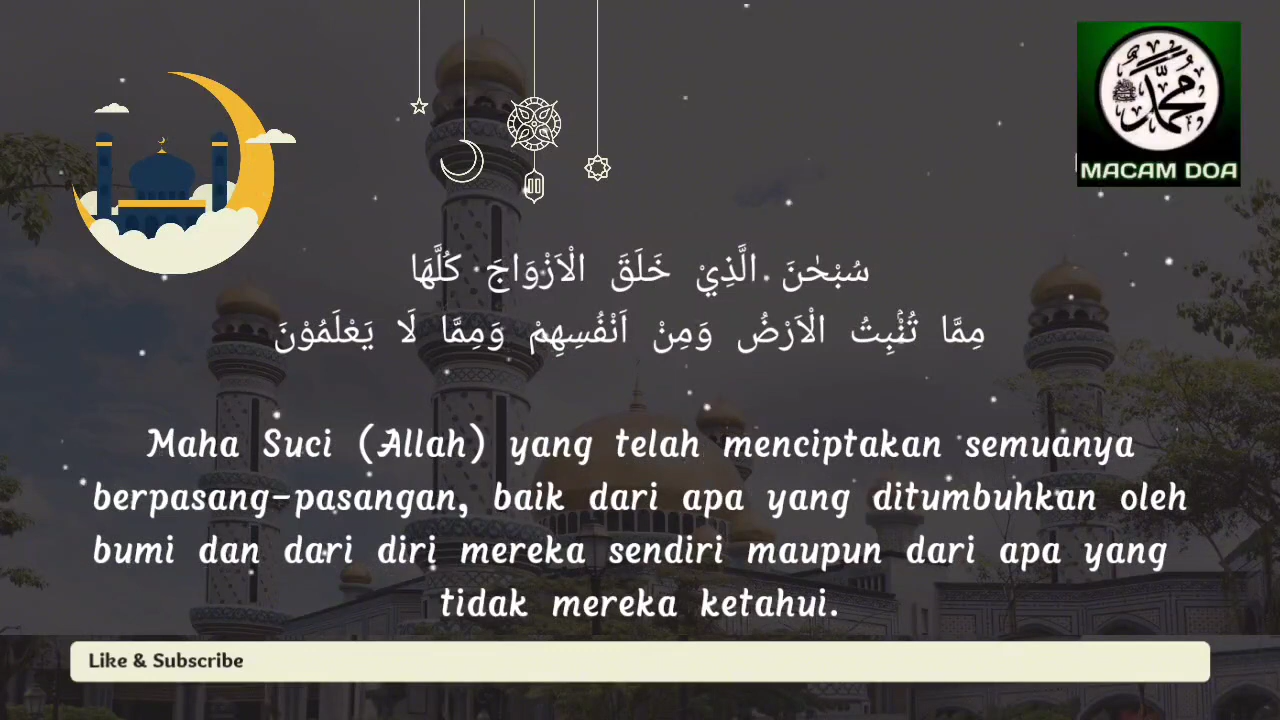 محمد
MACAM DOA
سُبْحٰنَ الَّذِيْ خَلَقَ الْاَزْوَاجَ كُلَّهَا
مِمَّا تُنْۢبِتُ الْاَرْضُ وَمِنْ اَنْفُسِهِمْ وَمِمَّا لَا يَعْلَمُوْنَ
Maha Suci (Allah) yang telah menciptakan semuanya
berpasang-pasangan, baik dari apa yang ditumbuhkan oleh
bumi dan dari diri mereka sendiri maupun dari apa yang
tidak mereka ketahui.
Like & Subscribe